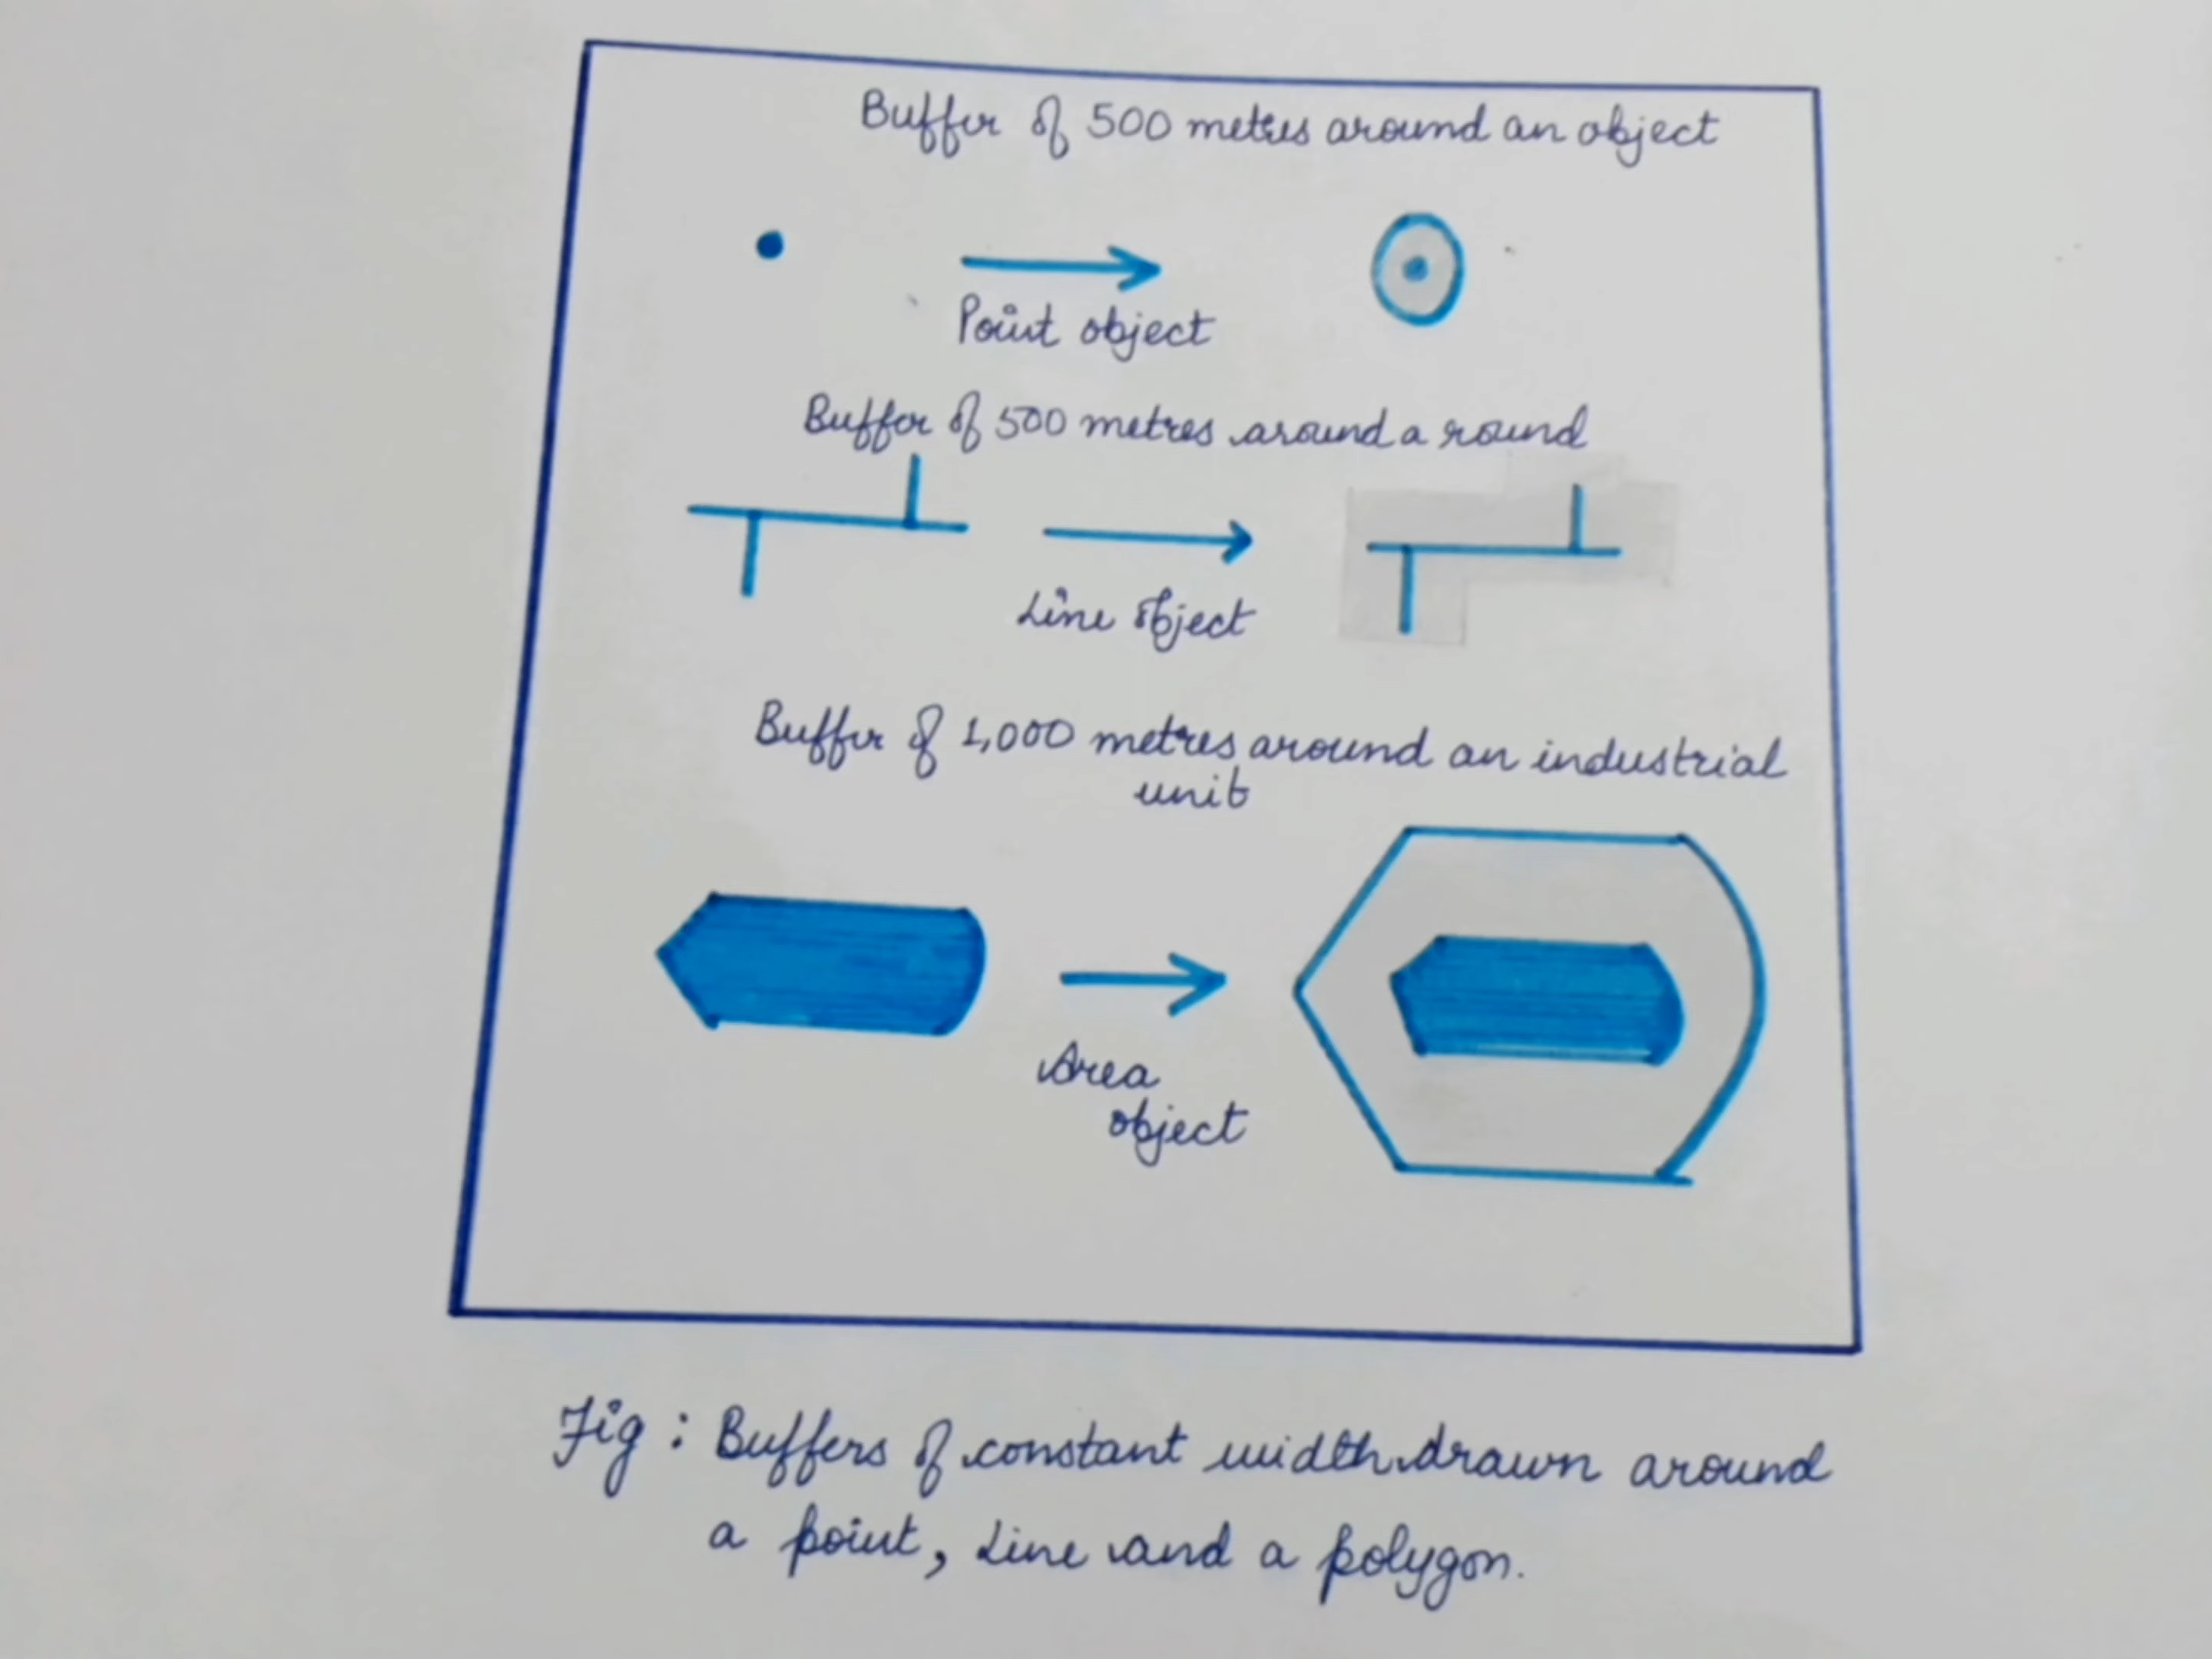 Buffer of 500 metres around an object
Point object
Buffer of 500 metres around a round
Line object
Buffer of 1,000 metres around an industrial
unit
Area
object
Fig : Buffers of constant width drawn around
a point, Line and a polygon.